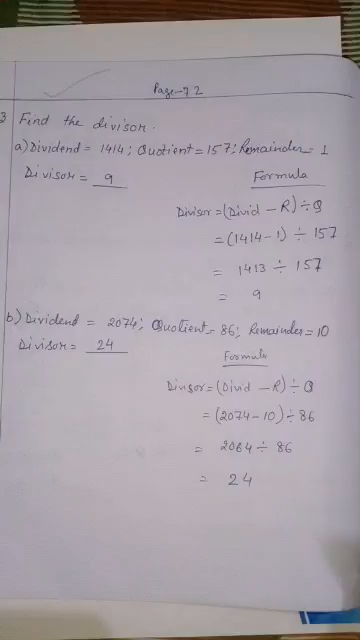 Page-72
3 Find the divisor.
a) Dividend = 1414; Quotient = 157; Remainder = 1
Divisor = 9
Formula
Divisor = (Divid - R) ÷ Q
= (1414-1) ÷ 157
= 1413 ÷ 157
= 9
b) Dividend = 2074; Quotient = 86; Remainder = 10
Divisor = 24
Formula
Divisor = (Divid - R) ÷ Q
= (2074-10) ÷ 86
= 2064 ÷ 86
= 24